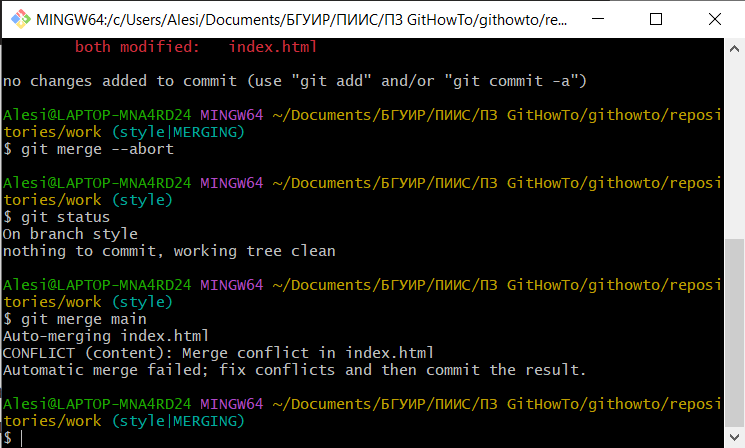 MINGW64:/c/Users/Alesi/Documents/БГУИР/ПИИС/ПЗ GitHowTo/githowto/re...
both modified:   index.html
no changes added to commit (use "git add" and/or "git commit -a")
Alesi@LAPTOP-MNA4RD24 MINGW64 ~/Documents/БГУИР/ПИИС/ПЗ GitHowTo/githowto/reposi
tories/work (style|MERGING)
$ git merge --abort
Alesi@LAPTOP-MNA4RD24 MINGW64 ~/Documents/БГУИР/ПИИС/ПЗ GitHowTo/githowto/reposi
tories/work (style)
$ git status
On branch style
nothing to commit, working tree clean
Alesi@LAPTOP-MNA4RD24 MINGW64 ~/Documents/БГУИР/ПИИС/ПЗ GitHowTo/githowto/reposi
tories/work (style)
$ git merge main
Auto-merging index.html
CONFLICT (content): Merge conflict in index.html
Automatic merge failed; fix conflicts and then commit the result.
Alesi@LAPTOP-MNA4RD24 MINGW64 ~/Documents/БГУИР/ПИИС/ПЗ GitHowTo/githowto/reposi
tories/work (style|MERGING)
$